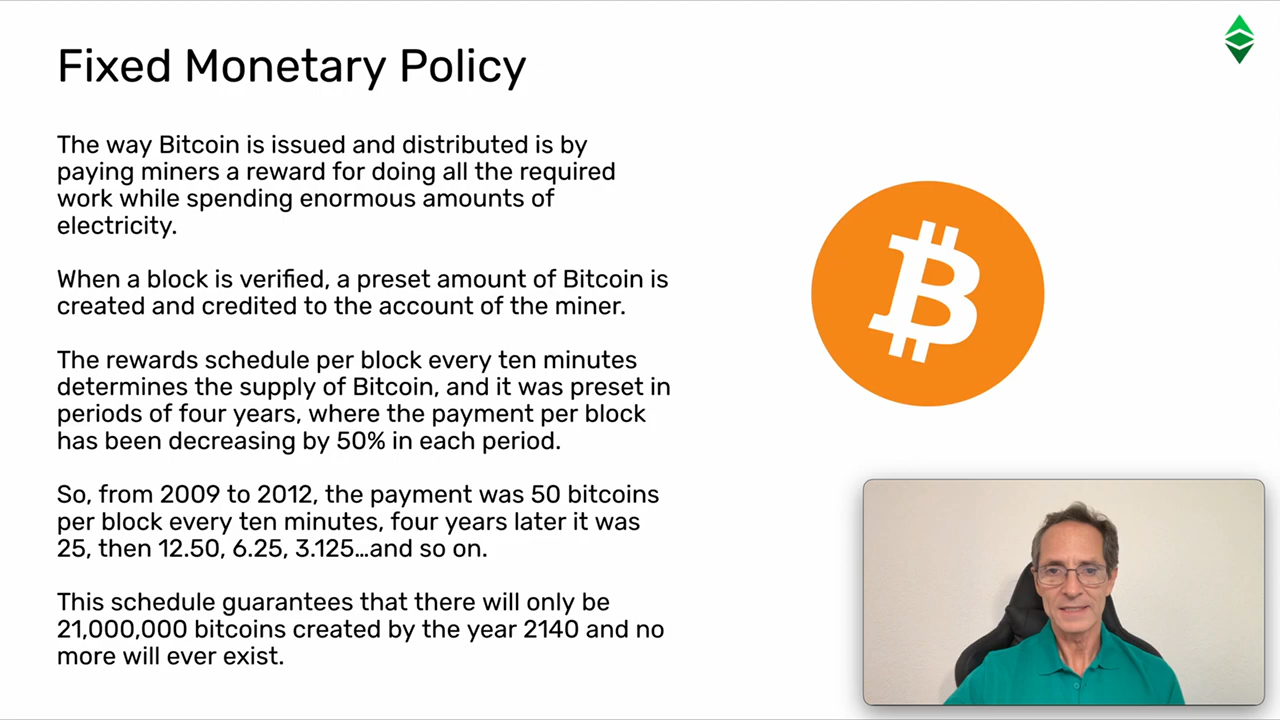 Fixed Monetary Policy
The way Bitcoin is issued and distributed is by
paying miners a reward for doing all the required
work while spending enormous amounts of
electricity.
When a block is verified, a preset amount of Bitcoin is
created and credited to the account of the miner.
The rewards schedule per block every ten minutes
determines the supply of Bitcoin, and it was preset in
periods of four years, where the payment per block
has been decreasing by 50% in each period.
So, from 2009 to 2012, the payment was 50 bitcoins
per block every ten minutes, four years later it was
25, then 12.50, 6.25, 3.125...and so on.
This schedule guarantees that there will only be
21,000,000 bitcoins created by the year 2140 and no
more will ever exist.